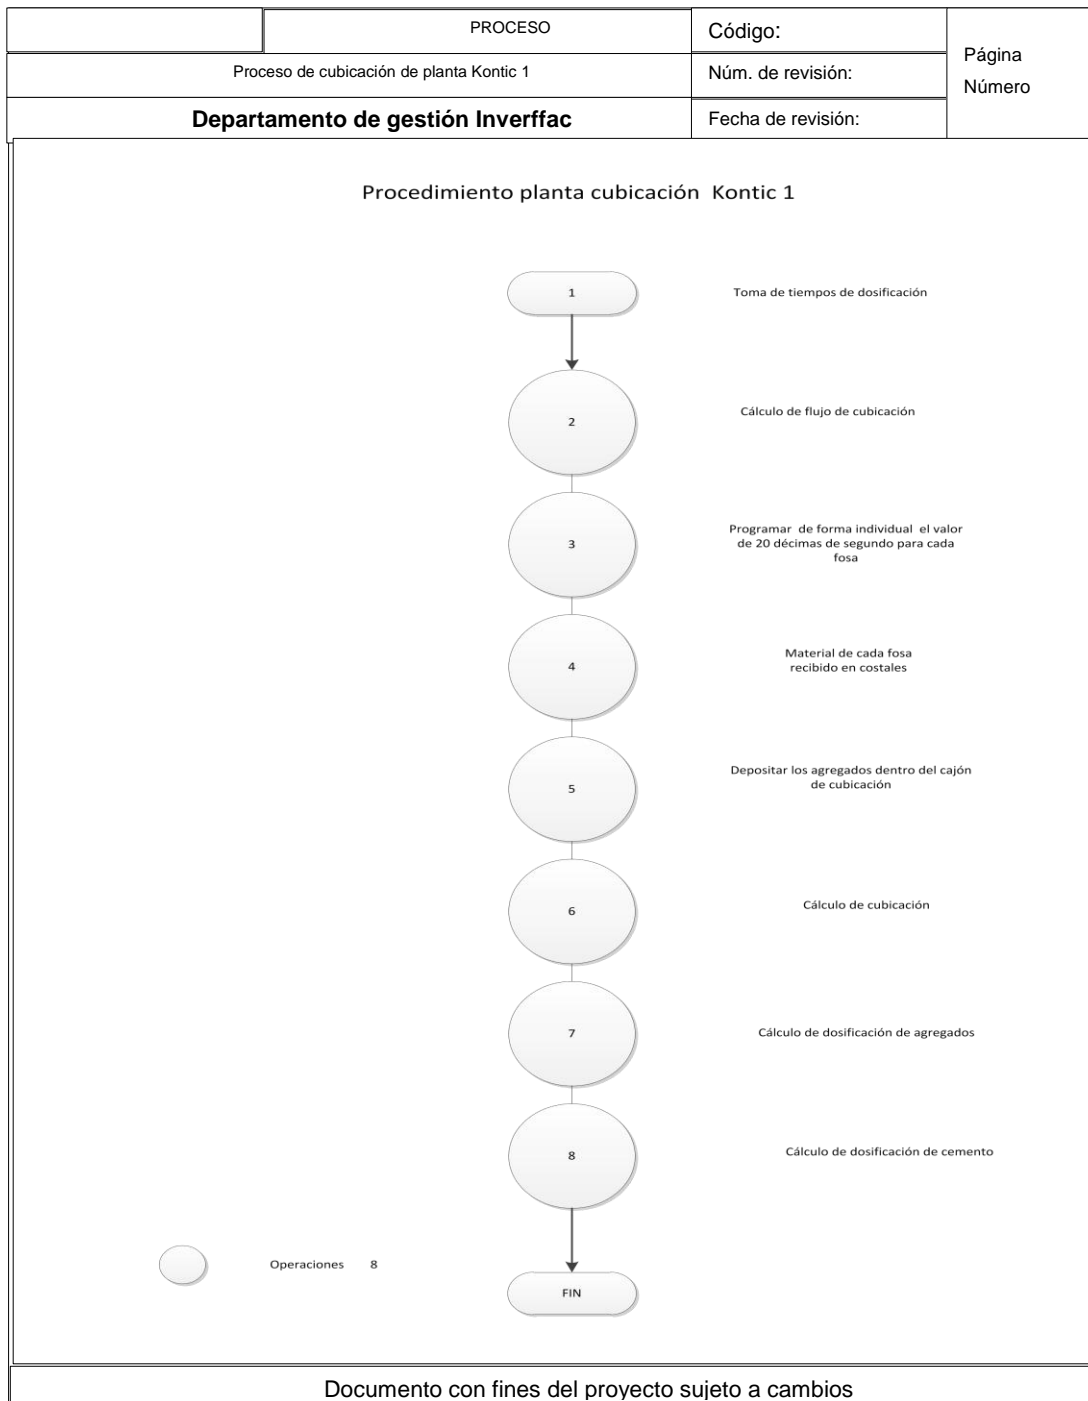 PROCESO
Código:
Página
Número
Proceso de cubicación de planta Kontic 1
Núm. de revisión:
Departamento de gestión Inverffac
Fecha de revisión:
Procedimiento planta cubicación Kontic 1
1
Toma de tiempos de dosificación
2
Cálculo de flujo de cubicación
3
Programar de forma individual el valor
de 20 décimas de segundo para cada
fosa
4
Material de cada fosa
recibido en costales
5
Depositar los agregados dentro del cajón
de cubicación
6
Cálculo de cubicación
7
Cálculo de dosificación de agregados
8
Cálculo de dosificación de cemento
Operaciones 8
FIN
Documento con fines del proyecto sujeto a cambios